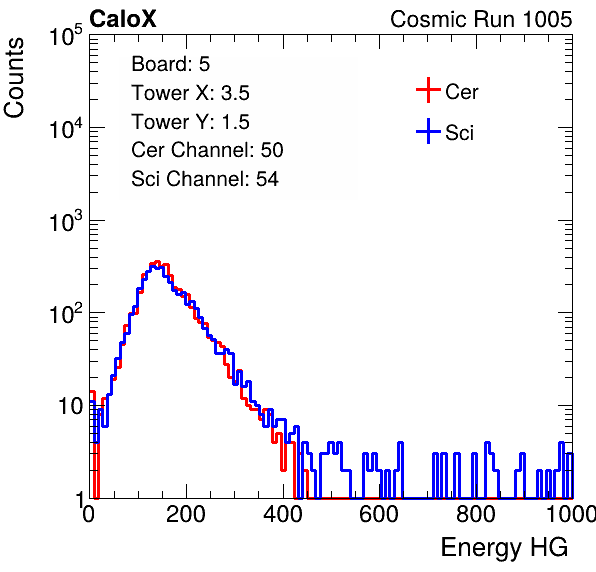 CaloX Cosmic Run 1005
Counts
10^5
10^4
10^3
10^2
10
1
Board: 5
Tower X: 3.5
Tower Y: 1.5
Cer Channel: 50
Sci Channel: 54
Cer
Sci
0 200 400 600 800 1000
Energy HG